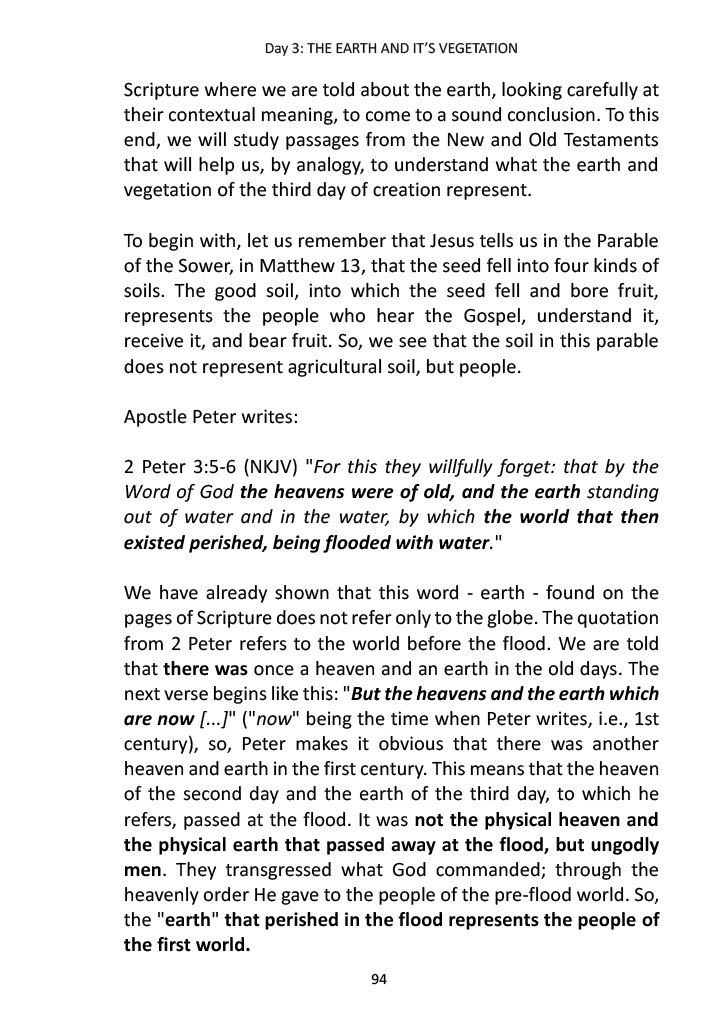 Day 3: THE EARTH AND IT'S VEGETATION
Scripture where we are told about the earth, looking carefully at
their contextual meaning, to come to a sound conclusion. To this
end, we will study passages from the New and Old Testaments
that will help us, by analogy, to understand what the earth and
vegetation of the third day of creation represent.
To begin with, let us remember that Jesus tells us in the Parable
of the Sower, in Matthew 13, that the seed fell into four kinds of
soils. The good soil, into which the seed fell and bore fruit,
represents the people who hear the Gospel, understand it,
receive it, and bear fruit. So, we see that the soil in this parable
does not represent agricultural soil, but people.
Apostle Peter writes:
2 Peter 3:5-6 (NKJV) "For this they willfully forget: that by the
Word of God the heavens were of old, and the earth standing
out of water and in the water, by which the world that then
existed perished, being flooded with water."
We have already shown that this word - earth - found on the
pages of Scripture does not refer only to the globe. The quotation
from 2 Peter refers to the world before the flood. We are told
that there was once a heaven and an earth in the old days. The
next verse begins like this: "But the heavens and the earth which
are now [...]" ("now" being the time when Peter writes, i.e., 1st
century), so, Peter makes it obvious that there was another
heaven and earth in the first century. This means that the heaven
of the second day and the earth of the third day, to which he
refers, passed at the flood. It was not the physical heaven and
the physical earth that passed away at the flood, but ungodly
men. They transgressed what God commanded; through the
heavenly order He gave to the people of the pre-flood world. So,
the "earth" that perished in the flood represents the people of
the first world.
94